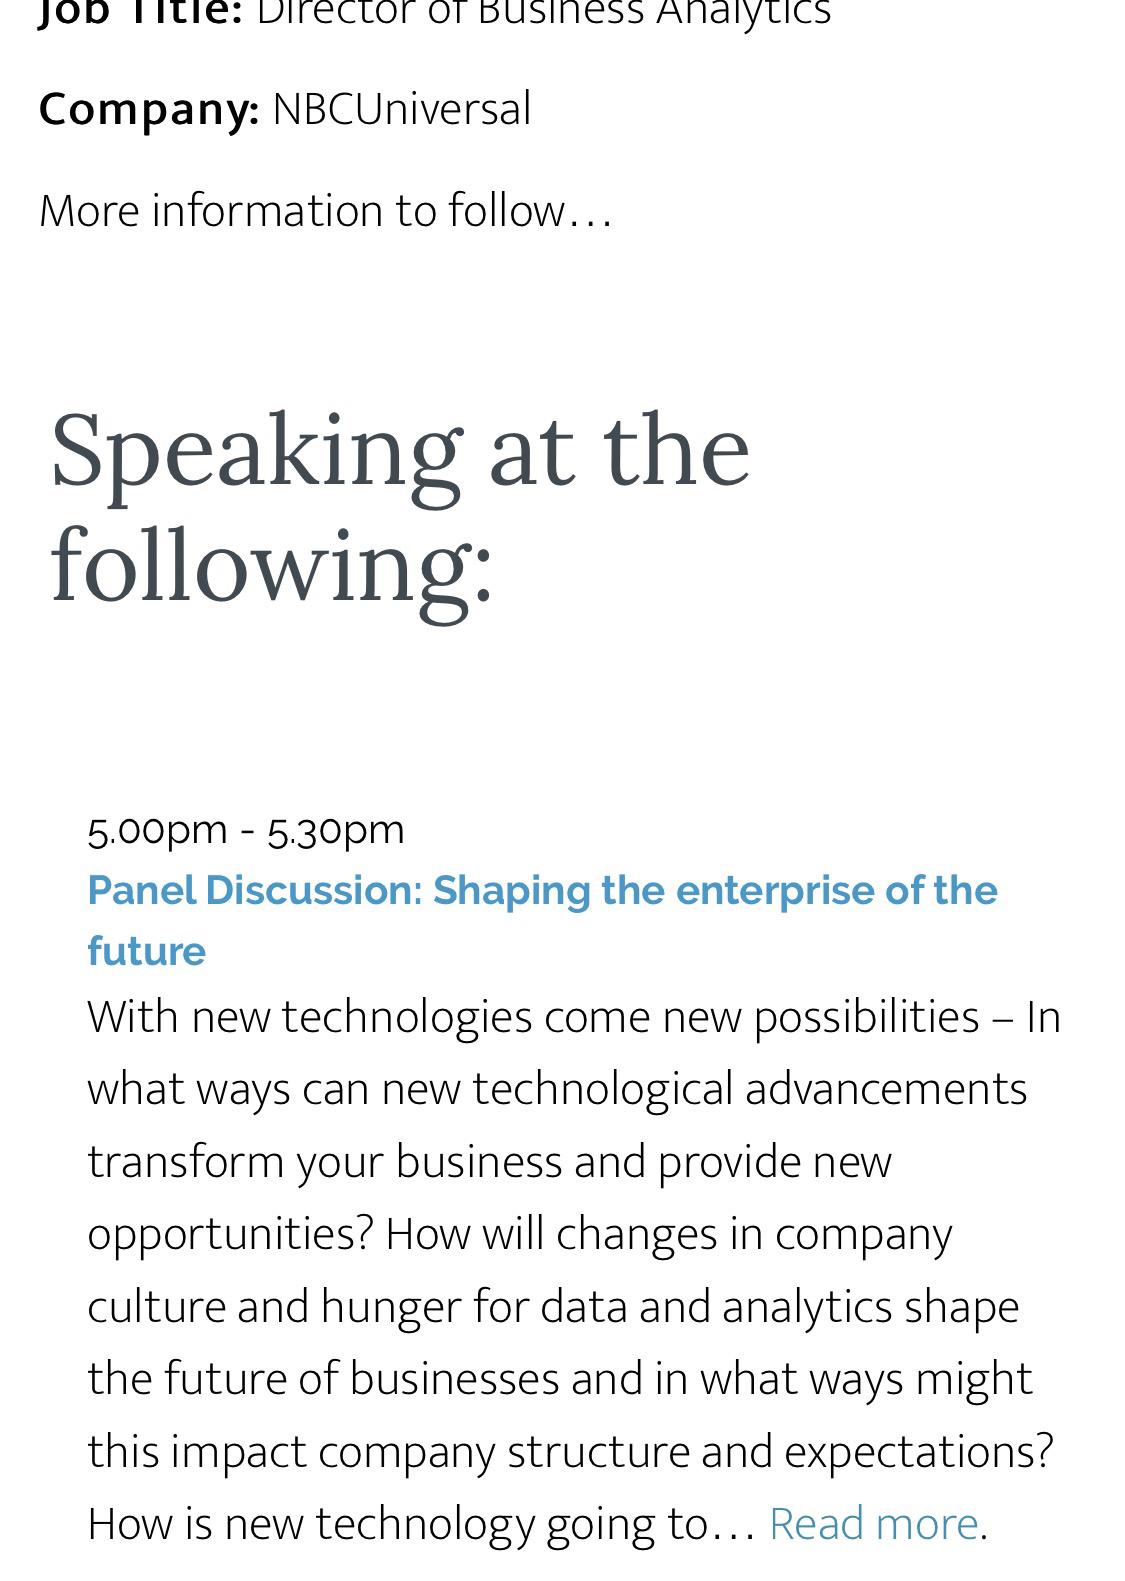 Job Title: Director of Business Analytics
Company: NBCUniversal
More information to follow…
Speaking at the
following:
5.00pm - 5.30pm
Panel Discussion: Shaping the enterprise of the
future
With new technologies come new possibilities – In
what ways can new technological advancements
transform your business and provide new
opportunities? How will changes in company
culture and hunger for data and analytics shape
the future of businesses and in what ways might
this impact company structure and expectations?
How is new technology going to… Read more.